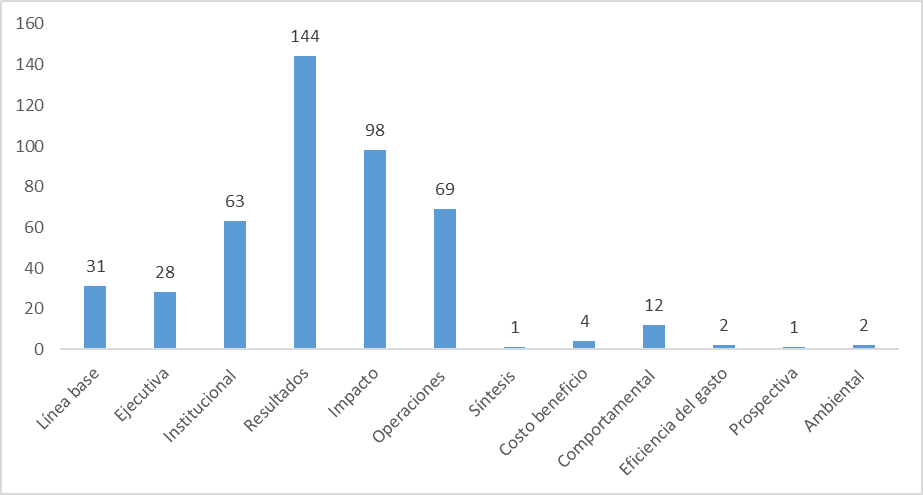 160
140
120
100
80
60
40
20
0
31
28
63
144
98
69
1
4
12
2
1
2
Línea base
Ejecutiva
Institucional
Resultados
Impacto
Operaciones
Síntesis
Costo beneficio
Comportamental
Eficiencia del gasto
Prospectiva
Ambiental